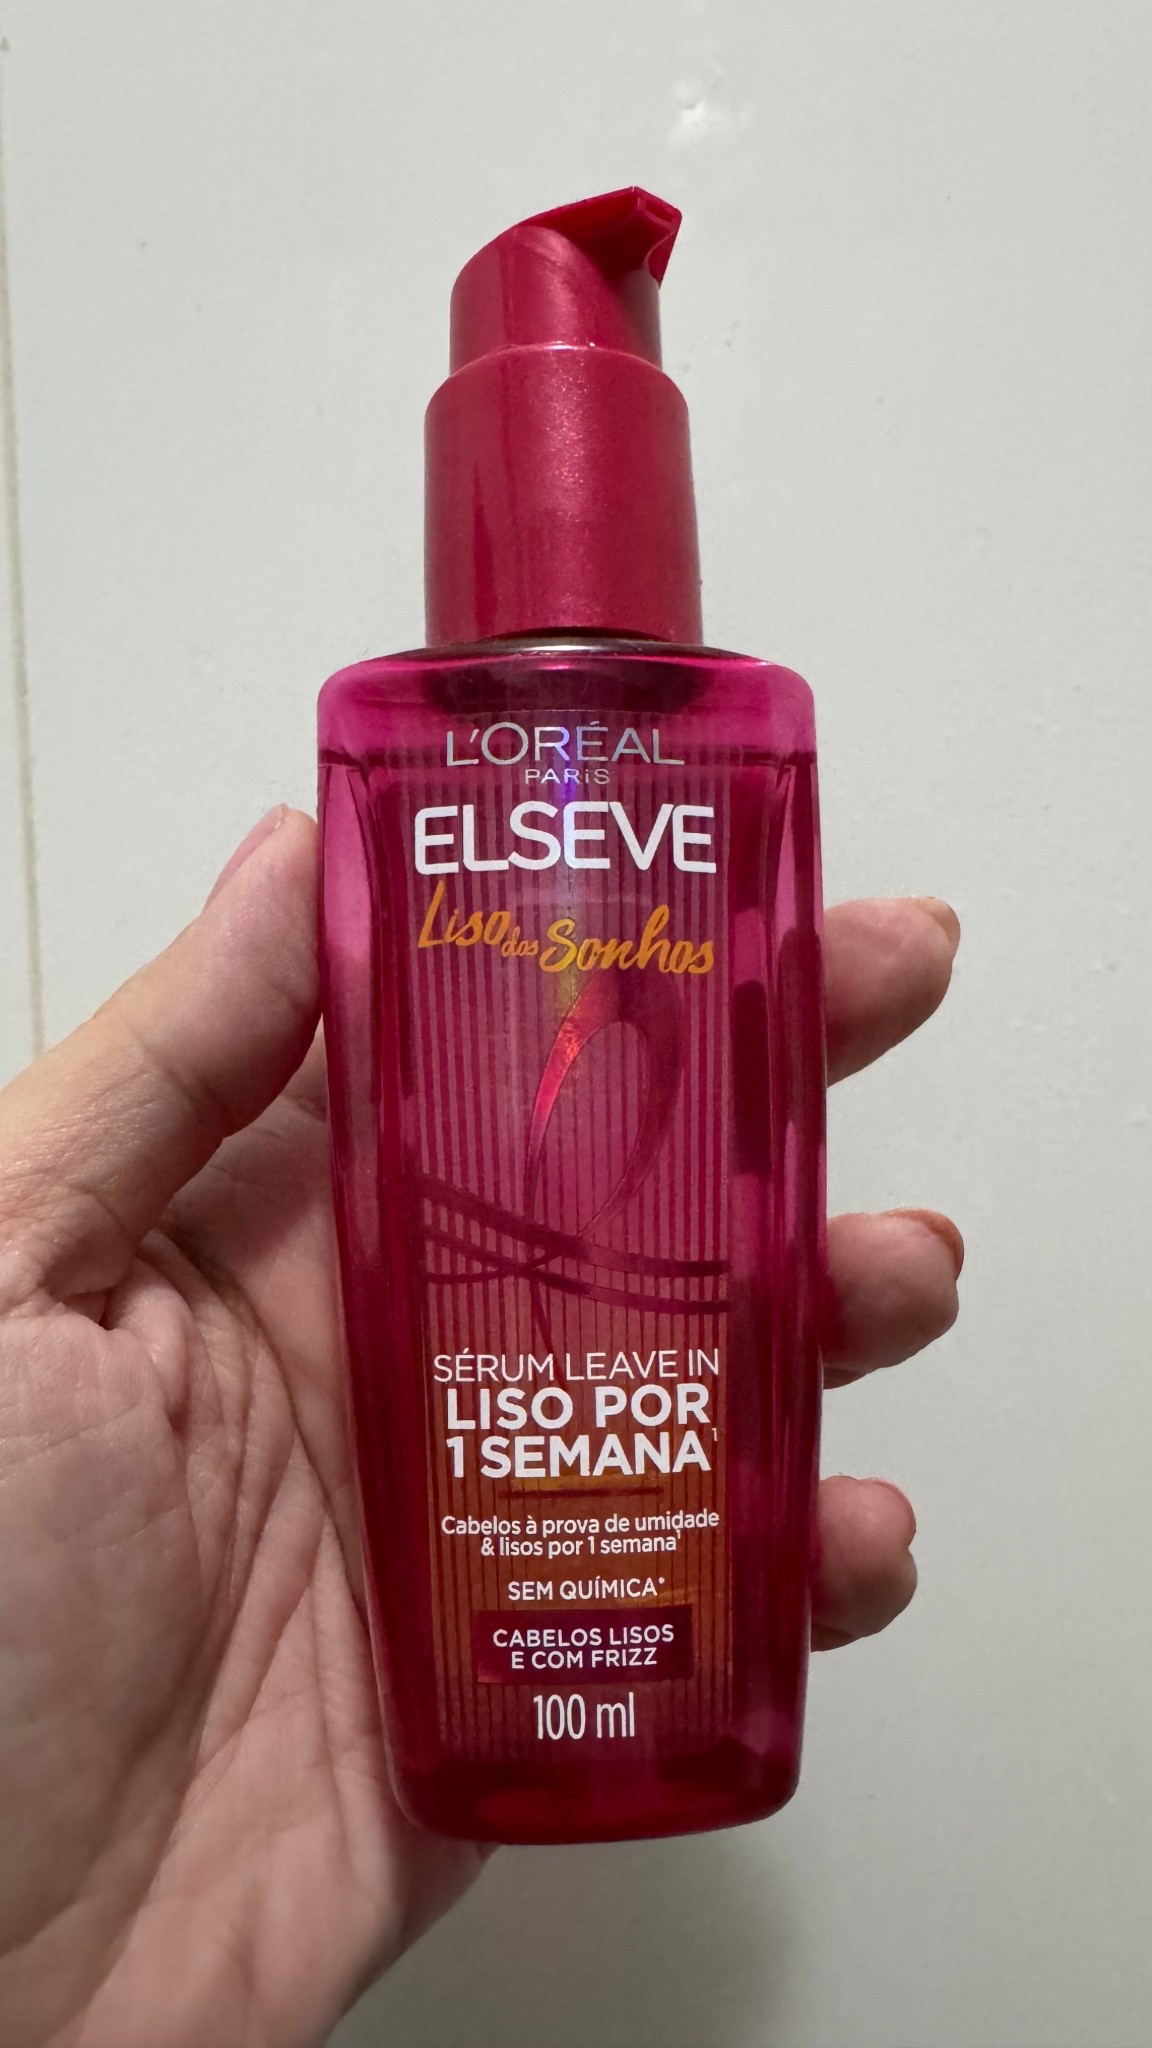 L'ORÉAL
PARIS
ELSEVE
Liso dos Sonhos
SÉRUM LEAVE IN
LISO POR
1 SEMANA¹
Cabelos à prova de umidade
& lisos por 1 semana¹
SEM QUÍMICA*
CABELOS LISOS
E COM FRIZZ
100 ml